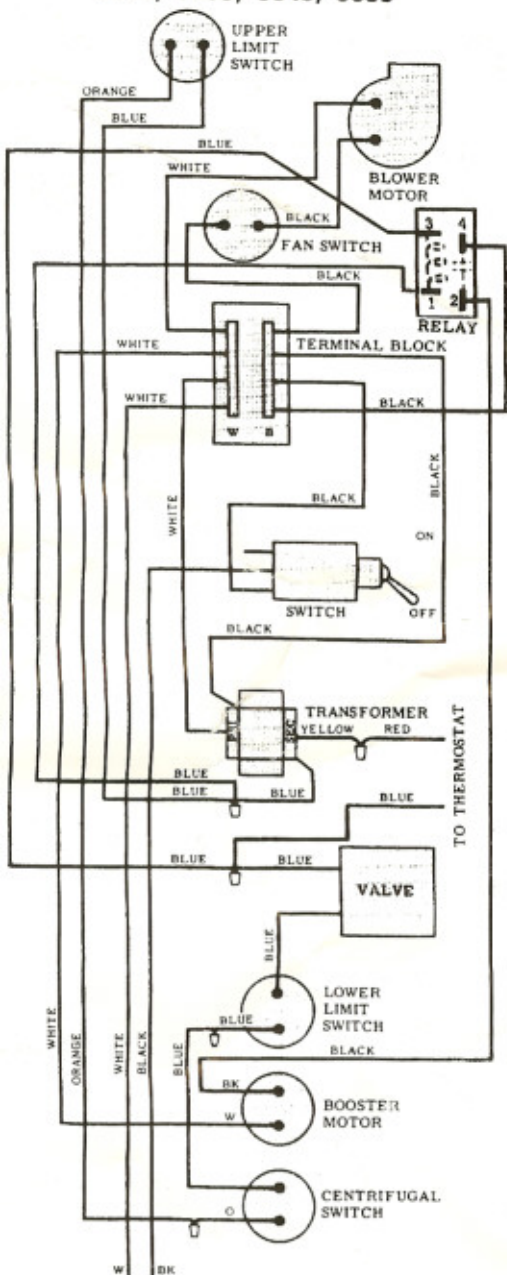 UPPER
LIMIT
SWITCH
ORANGE
BLUE
BLUE
WHITE
BLOWER
MOTOR
BLACK
FAN SWITCH
3 4
1 2
RELAY
BLACK
TERMINAL BLOCK
WHITE
WHITE
W B
BLACK
BLACK
WHITE
BLACK
ON
SWITCH
OFF
BLACK
TRANSFORMER
SEC
YELLOW RED
TO THERMOSTAT
BLUE
BLUE BLUE
BLUE
BLUE BLUE
VALVE
BLUE
LOWER
LIMIT
SWITCH
BLUE
BLACK
WHITE
ORANGE
WHITE
BLACK
BLUE
BK
W
BOOSTER
MOTOR
CENTRIFUGAL
SWITCH
O
W BK